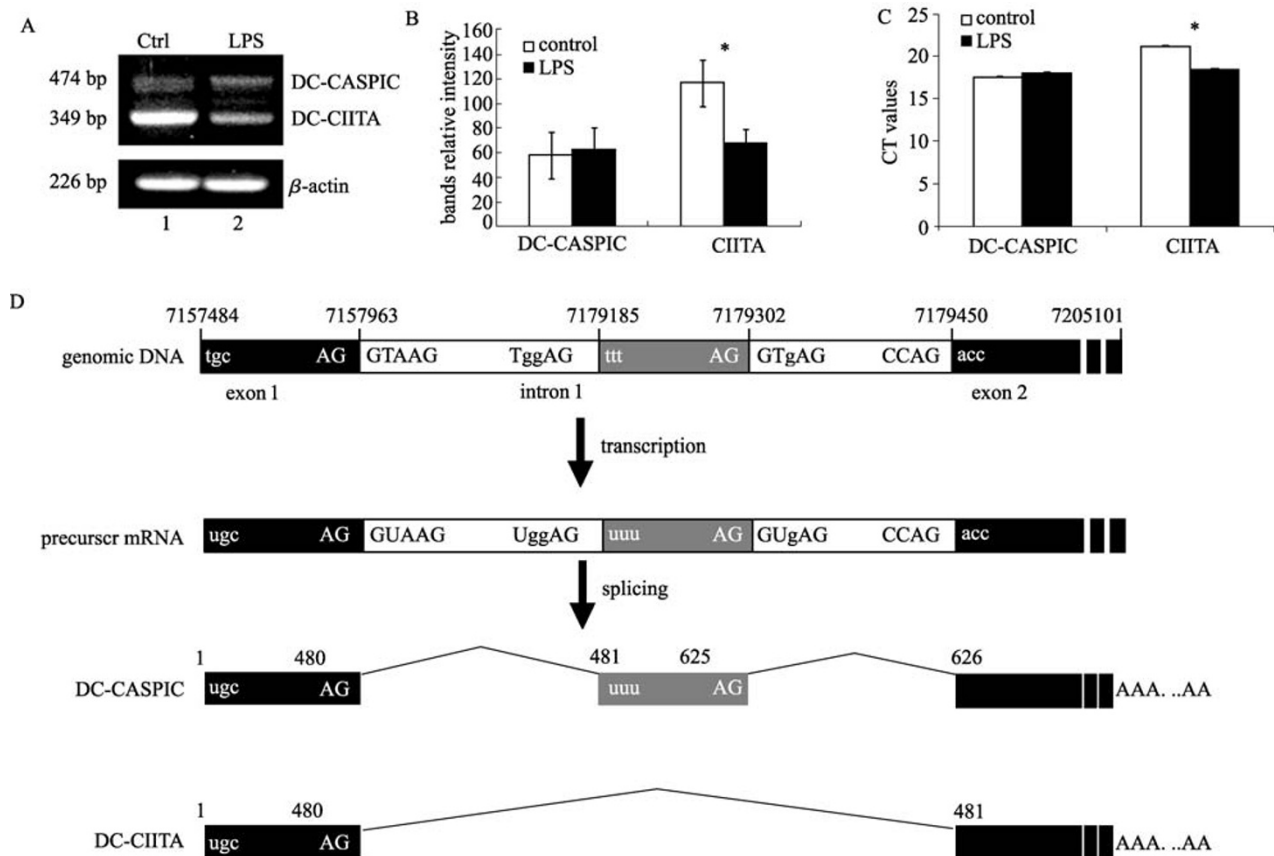 A
Ctrl LPS
474 bp DC-CASPIC
349 bp DC-CIITA
226 bp β-actin
1 2
B
bands relative intensity
160
140
120
100
80
60
40
20
0
control
LPS
*
DC-CASPIC CIITA
C
CT values
25
20
15
10
5
0
control
LPS
*
DC-CASPIC CIITA
D
7157484 7157963 7179185 7179302 7179450 7205101
genomic DNA tgc AG GTAAG TggAG ttt AG GTgAG CCAG acc
exon 1 intron 1 exon 2
transcription
precurscr mRNA ugc AG GUAAG UggAG uuu AG GUgAG CCAG acc
splicing
1 480 481 625 626
DC-CASPIC ugc AG uuu AG AAA. ..AA
1 480 481
DC-CIITA ugc AG AAA. ..AA